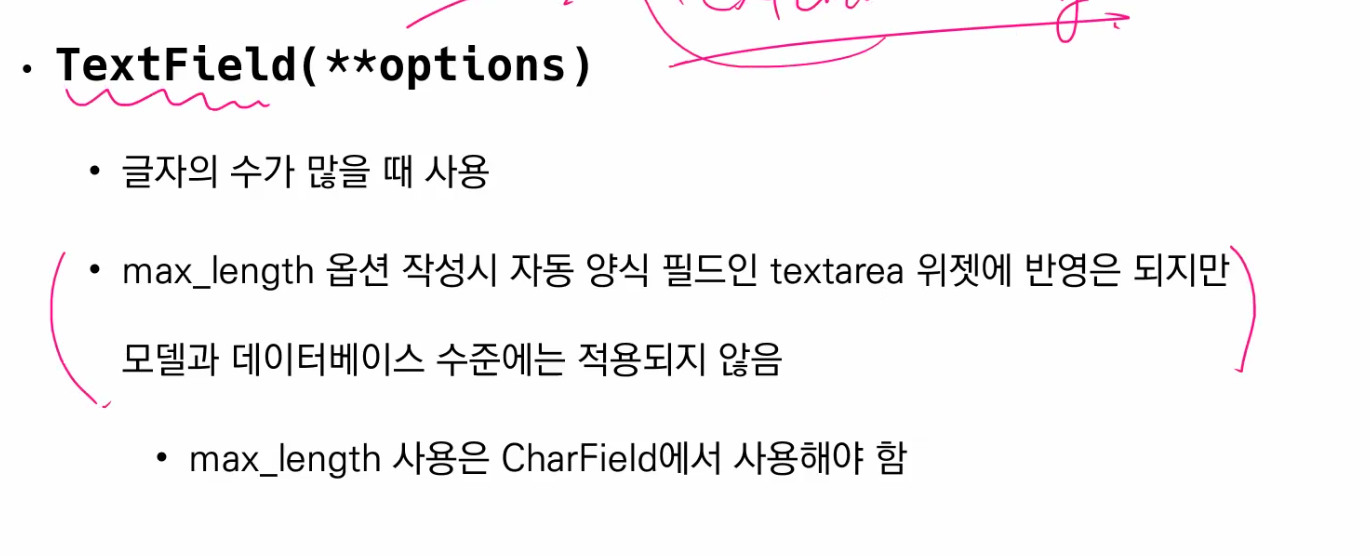 • TextField(**options)
• 글자의 수가 많을 때 사용
• max_length 옵션 작성시 자동 양식 필드인 textarea 위젯에 반영은 되지만
모델과 데이터베이스 수준에는 적용되지 않음
• max_length 사용은 CharField에서 사용해야 함